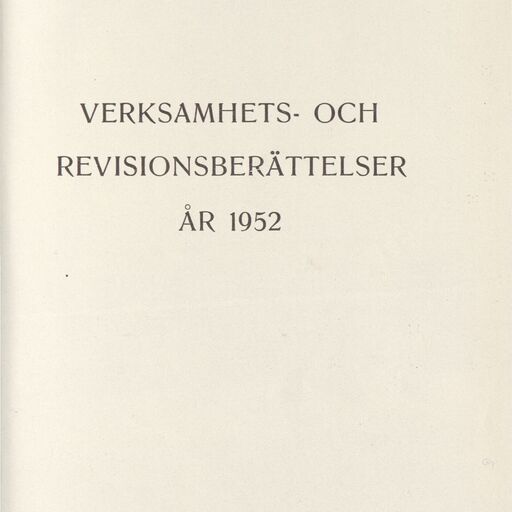 VERKSAMHETS- OCH
REVISIONSBERÄTTELSER
ÅR 1952